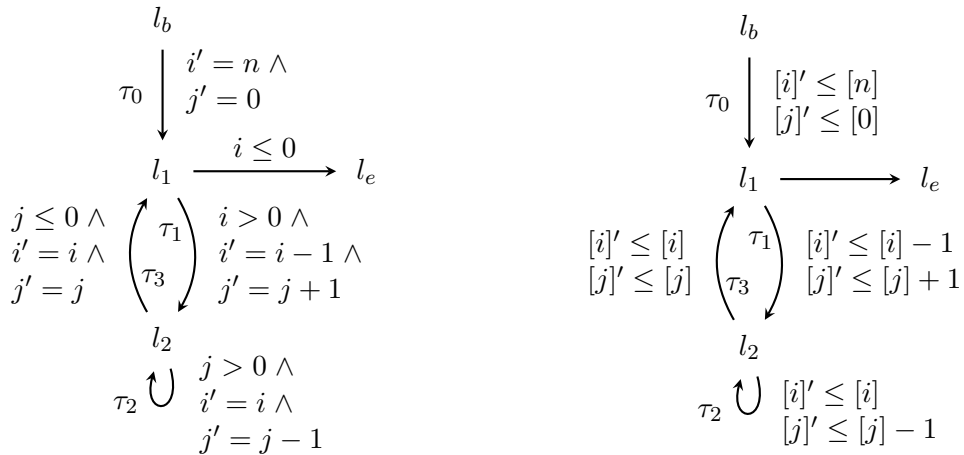 l_b
τ_0
i′ = n ∧
j′ = 0
l_1
i ≤ 0
l_e
j ≤ 0 ∧
i′ = i ∧
j′ = j
τ_1
τ_3
i > 0 ∧
i′ = i − 1 ∧
j′ = j + 1
l_2
τ_2
j > 0 ∧
i′ = i ∧
j′ = j − 1
l_b
τ_0
[i]′ ≤ [n]
[j]′ ≤ [0]
l_1
l_e
[i]′ ≤ [i]
[j]′ ≤ [j]
τ_1
τ_3
[i]′ ≤ [i] − 1
[j]′ ≤ [j] + 1
l_2
τ_2
[i]′ ≤ [i]
[j]′ ≤ [j] − 1